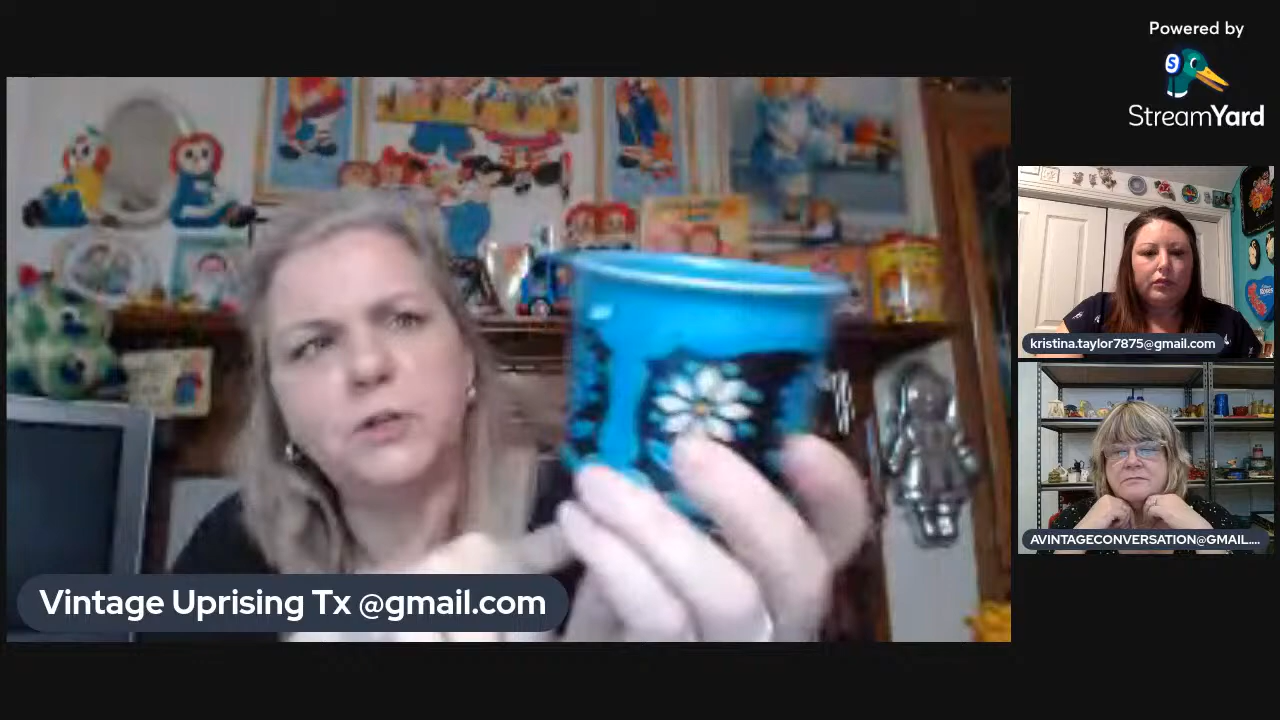 Powered by
S
StreamYard
kristina.taylor7875@gmail.com
AVINTAGECONVERSATION@GMAIL....
Vintage Uprising Tx @gmail.com